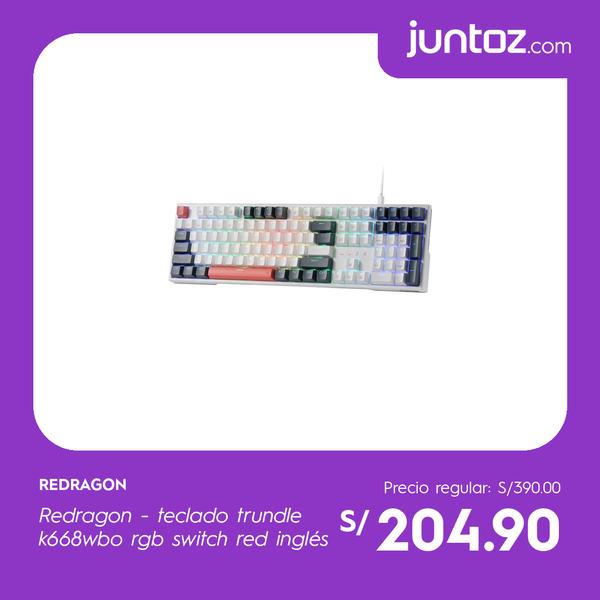 juntoz.com
REDRAGON
Redragon - teclado trundle
k668wbo rgb switch red inglés
Precio regular: S/390.00
S/ 204.90